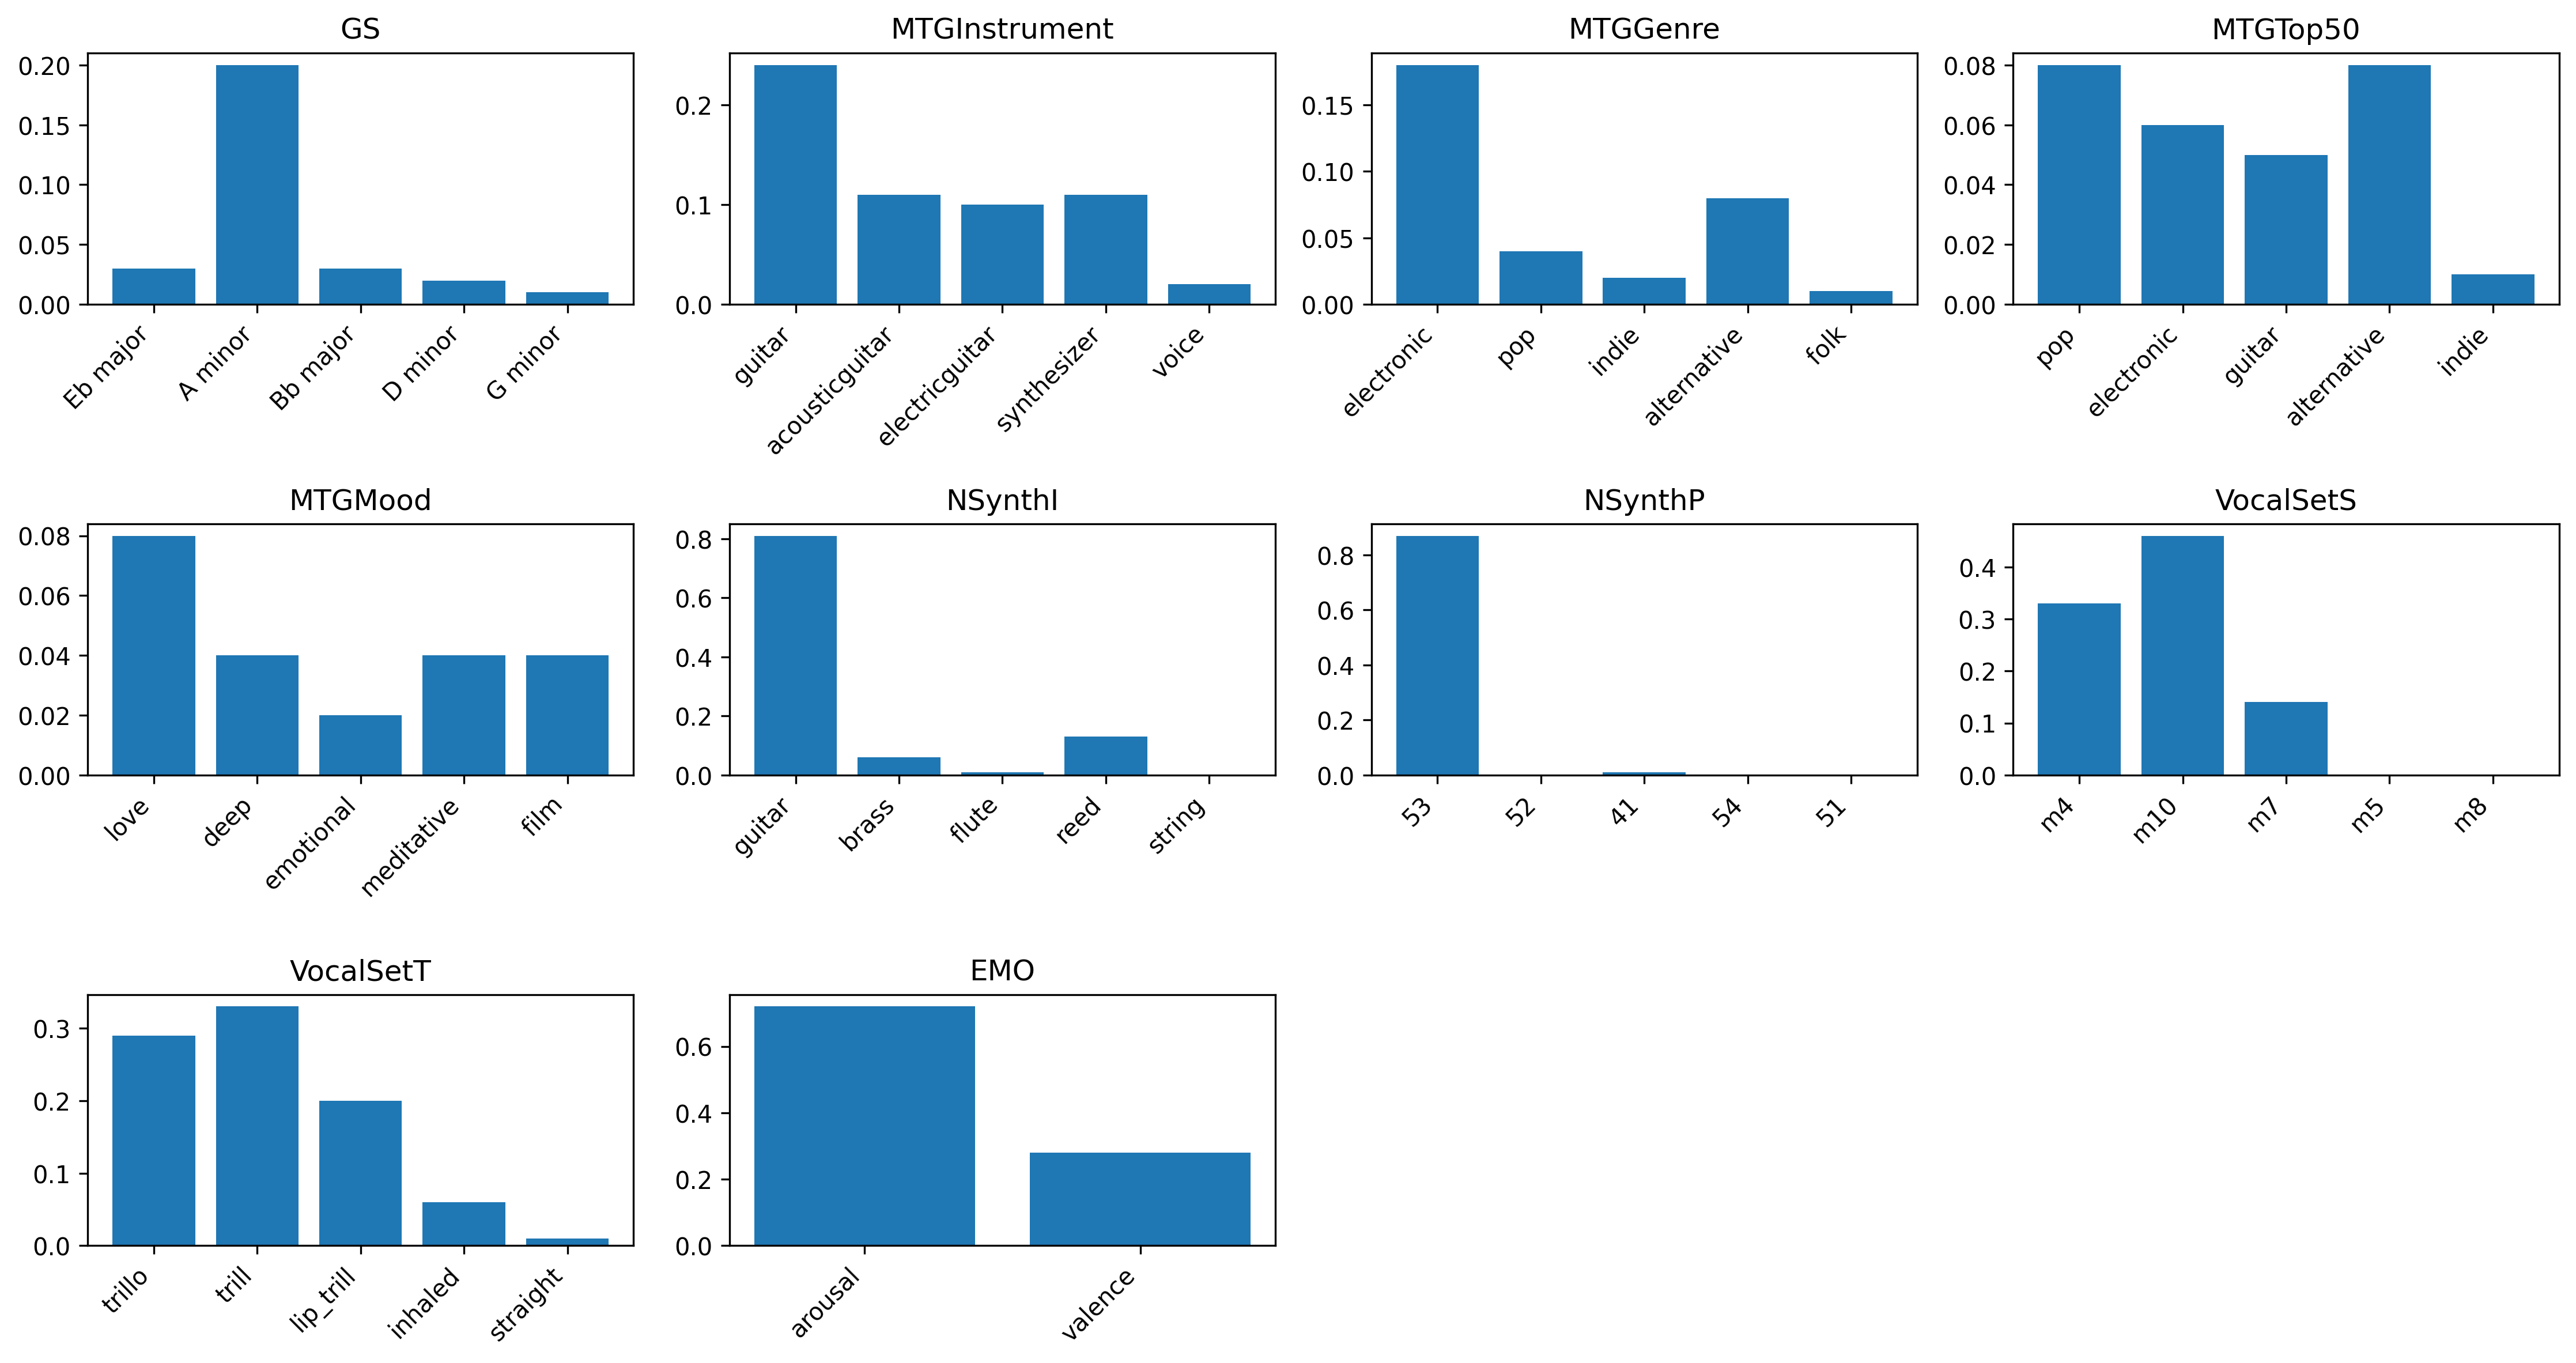 GS
0.20
0.15
0.10
0.05
0.00
Eb major
A minor
Bb major
D minor
G minor
MTGInstrument
0.2
0.1
0.0
guitar
acousticguitar
electricguitar
synthesizer
voice
MTGGenre
0.15
0.10
0.05
0.00
electronic
pop
indie
alternative
folk
MTGTop50
0.08
0.06
0.04
0.02
0.00
pop
electronic
guitar
alternative
indie
MTGMood
0.08
0.06
0.04
0.02
0.00
love
deep
emotional
meditative
film
NSynthI
0.8
0.6
0.4
0.2
0.0
guitar
brass
flute
reed
string
NSynthP
0.8
0.6
0.4
0.2
0.0
53
52
41
54
51
VocalSetS
0.4
0.3
0.2
0.1
0.0
m4
m10
m7
m5
m8
VocalSetT
0.3
0.2
0.1
0.0
trillo
trill
lip_trill
inhaled
straight
EMO
0.6
0.4
0.2
0.0
arousal
valence